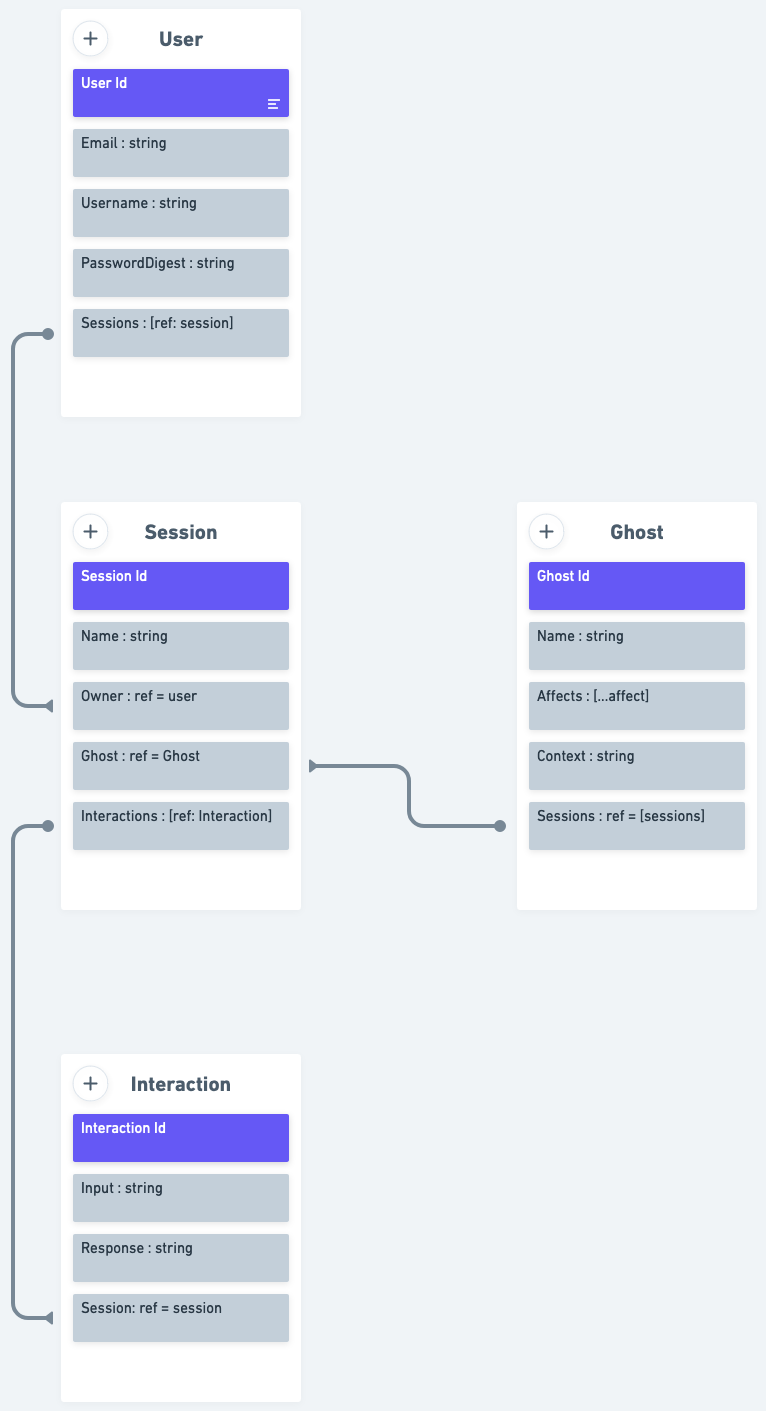 User
User Id
Email : string
Username : string
PasswordDigest : string
Sessions : [ref: session]
Session
Session Id
Name : string
Owner : ref = user
Ghost : ref = Ghost
Interactions : [ref: Interaction]
Ghost
Ghost Id
Name : string
Affects : [...affect]
Context : string
Sessions : ref = [sessions]
Interaction
Interaction Id
Input : string
Response : string
Session: ref = session